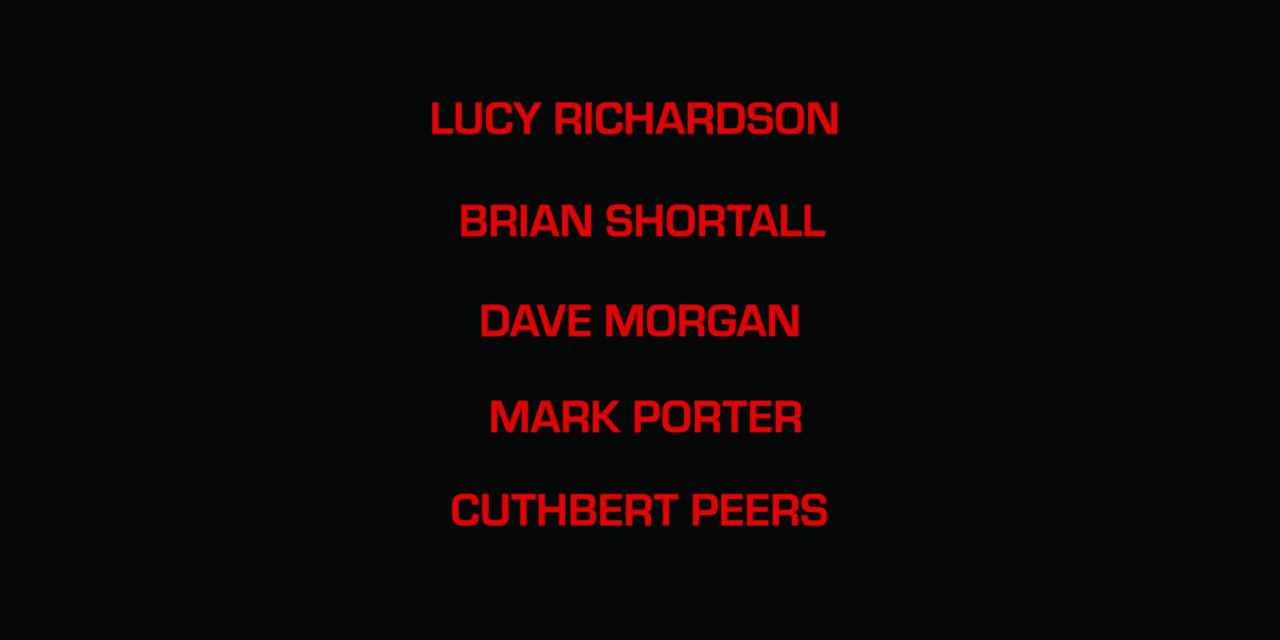 LUCY RICHARDSON
BRIAN SHORTALL
DAVE MORGAN
MARK PORTER
CUTHBERT PEERS